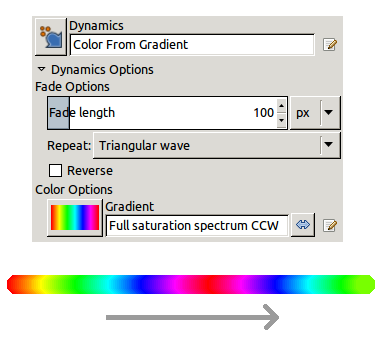 Dynamics
Color From Gradient
Dynamics Options
Fade Options
Fade length 100 px
Repeat: Triangular wave
Reverse
Color Options
Gradient
Full saturation spectrum CCW